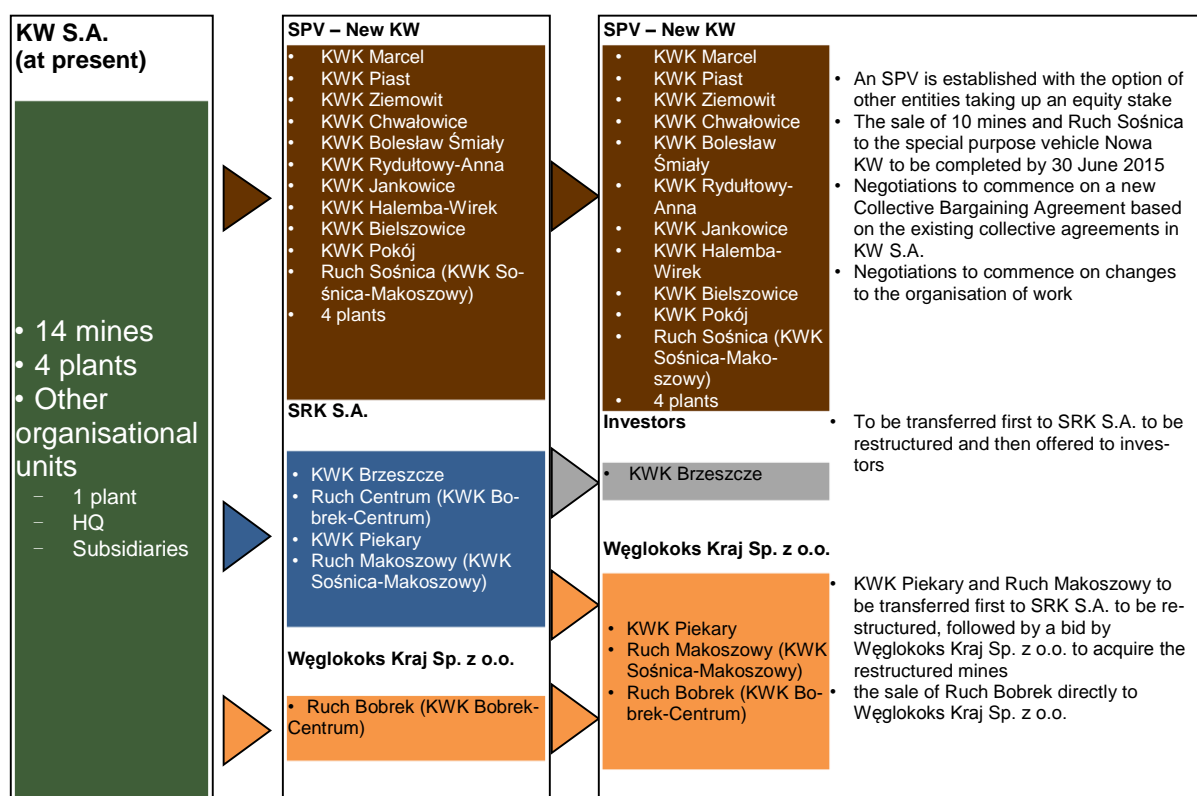 KW S.A.
(at present)
• 14 mines
• 4 plants
• Other
organisational
units
– 1 plant
– HQ
– Subsidiaries
SPV – New KW
• KWK Marcel
• KWK Piast
• KWK Ziemowit
• KWK Chwałowice
• KWK Bolesław Śmiały
• KWK Rydułtowy-Anna
• KWK Jankowice
• KWK Halemba-Wirek
• KWK Bielszowice
• KWK Pokój
• Ruch Sośnica (KWK So-
śnica-Makoszowy)
• 4 plants
SRK S.A.
• KWK Brzeszcze
• Ruch Centrum (KWK Bo-
brek-Centrum)
• KWK Piekary
• Ruch Makoszowy (KWK
Sośnica-Makoszowy)
Węglokoks Kraj Sp. z o.o.
• Ruch Bobrek (KWK Bobrek-
Centrum)
SPV – New KW
• KWK Marcel
• KWK Piast
• KWK Ziemowit
• KWK Chwałowice
• KWK Bolesław
Śmiały
• KWK Rydułtowy-
Anna
• KWK Jankowice
• KWK Halemba-
Wirek
• KWK Bielszowice
• KWK Pokój
• Ruch Sośnica (KWK
Sośnica-Mako-
szowy)
• 4 plants
Investors
• KWK Brzeszcze
Węglokoks Kraj Sp. z o.o.
• KWK Piekary
• Ruch Makoszowy (KWK
Sośnica-Makoszowy)
• Ruch Bobrek (KWK Bo-
brek-Centrum)
• An SPV is established with the option of
other entities taking up an equity stake
• The sale of 10 mines and Ruch Sośnica
to the special purpose vehicle Nowa
KW to be completed by 30 June 2015
• Negotiations to commence on a new
Collective Bargaining Agreement based
on the existing collective agreements in
KW S.A.
• Negotiations to commence on changes
to the organisation of work
• To be transferred first to SRK S.A. to be
restructured and then offered to inves-
tors
• KWK Piekary and Ruch Makoszowy to
be transferred first to SRK S.A. to be re-
structured, followed by a bid by
Węglokoks Kraj Sp. z o.o. to acquire the
restructured mines
• the sale of Ruch Bobrek directly to
Węglokoks Kraj Sp. z o.o.